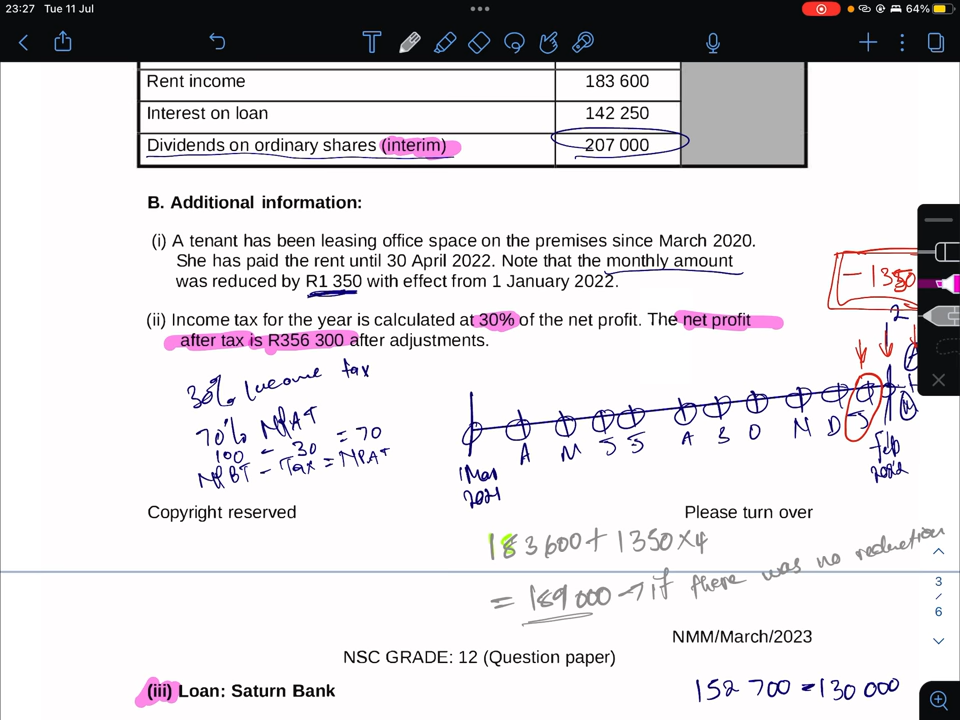 23:27 Tue 11 Jul
64%
Rent income 183 600
Interest on loan 142 250
Dividends on ordinary shares (interim) 207 000
B. Additional information:
(i) A tenant has been leasing office space on the premises since March 2020.
She has paid the rent until 30 April 2022. Note that the monthly amount
was reduced by R1 350 with effect from 1 January 2022.
- 1350
(ii) Income tax for the year is calculated at 30% of the net profit. The net profit
after tax is R356 300 after adjustments.
2
30% Income tax
70% NPAT
100 - 30 = 70
NPBT - Tax = NPAT
A M J J A S O N D J
1 Mar
2021
Feb
2022
Copyright reserved
Please turn over
183 600 + 1350 x 4
= 189 000 → if there was no reduction
3
/
6
NMM/March/2023
NSC GRADE: 12 (Question paper)
(iii) Loan: Saturn Bank
152 700 = 130 000